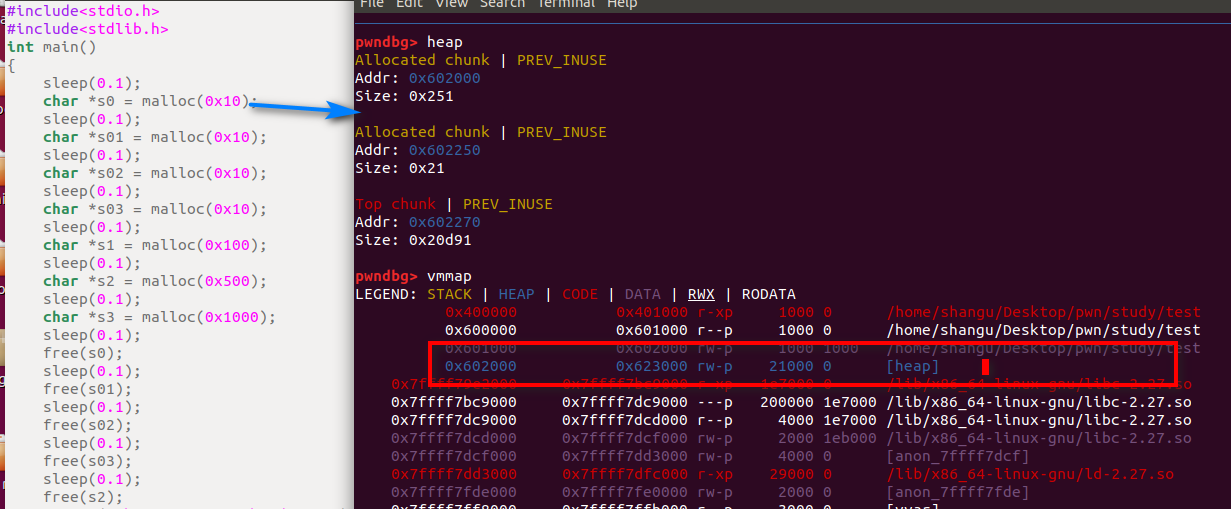 #include<stdio.h>
#include<stdlib.h>
int main()
{
sleep(0.1);
char *s0 = malloc(0x10);
sleep(0.1);
char *s01 = malloc(0x10);
sleep(0.1);
char *s02 = malloc(0x10);
sleep(0.1);
char *s03 = malloc(0x10);
sleep(0.1);
char *s1 = malloc(0x100);
sleep(0.1);
char *s2 = malloc(0x500);
sleep(0.1);
char *s3 = malloc(0x1000);
sleep(0.1);
free(s0);
sleep(0.1);
free(s01);
sleep(0.1);
free(s02);
sleep(0.1);
free(s03);
sleep(0.1);
free(s2);
File Edit View Search Terminal Help
pwndbg> heap
Allocated chunk | PREV_INUSE
Addr: 0x602000
Size: 0x251
Allocated chunk | PREV_INUSE
Addr: 0x602250
Size: 0x21
Top chunk | PREV_INUSE
Addr: 0x602270
Size: 0x20d91
pwndbg> vmmap
LEGEND: STACK | HEAP | CODE | DATA | RWX | RODATA
0x400000 0x401000 r-xp 1000 0 /home/shangu/Desktop/pwn/study/test
0x600000 0x601000 r--p 1000 0 /home/shangu/Desktop/pwn/study/test
0x601000 0x602000 rw-p 1000 1000 /home/shangu/Desktop/pwn/study/test
0x602000 0x623000 rw-p 21000 0 [heap]
0x7ffff79e2000 0x7ffff7bc9000 r-xp 1e7000 0 /lib/x86_64-linux-gnu/libc-2.27.so
0x7ffff7bc9000 0x7ffff7dc9000 ---p 200000 1e7000 /lib/x86_64-linux-gnu/libc-2.27.so
0x7ffff7dc9000 0x7ffff7dcd000 r--p 4000 1e7000 /lib/x86_64-linux-gnu/libc-2.27.so
0x7ffff7dcd000 0x7ffff7dcf000 rw-p 2000 1eb000 /lib/x86_64-linux-gnu/libc-2.27.so
0x7ffff7dcf000 0x7ffff7dd3000 rw-p 4000 0 [anon_7ffff7dcf]
0x7ffff7dd3000 0x7ffff7dfc000 r-xp 29000 0 /lib/x86_64-linux-gnu/ld-2.27.so
0x7ffff7fde000 0x7ffff7fe0000 rw-p 2000 0 [anon_7ffff7fde]
0x7ffff7ff8000 0x7ffff7ffb000 r--p 3000 0 [vvar]